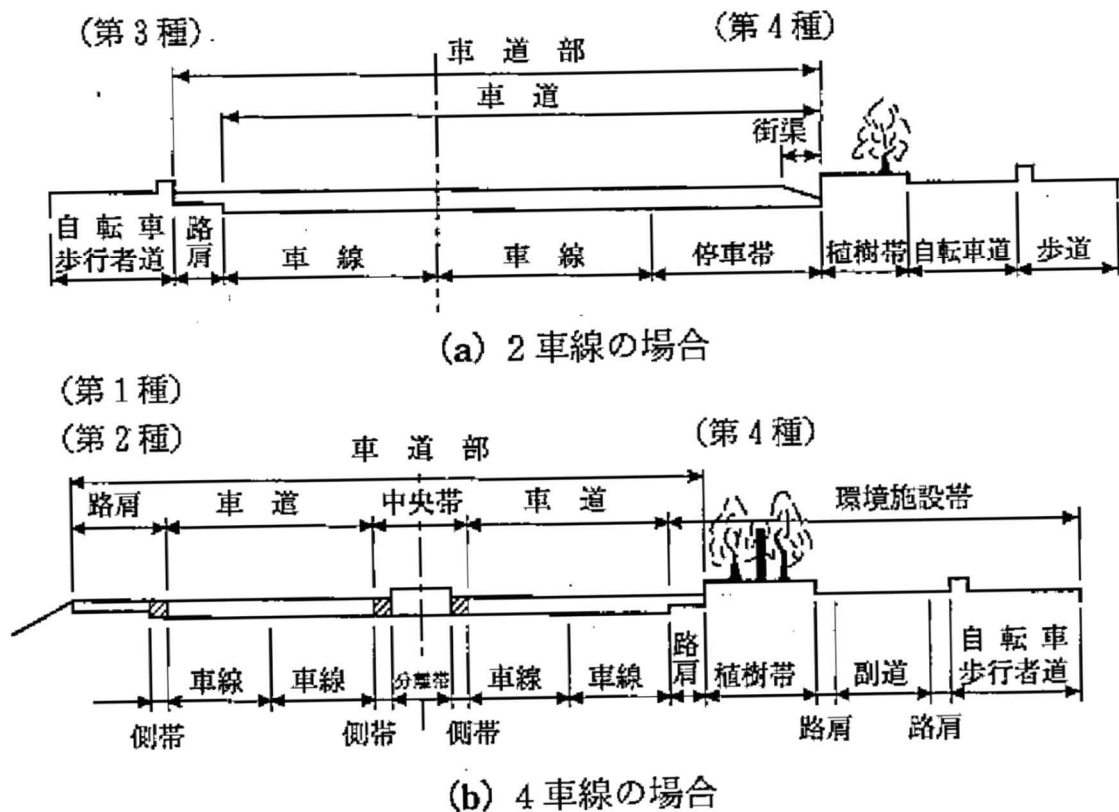 (第3種) (第4種)
車道部
車道
街渠
自転車歩行者道 路肩 車線 車線 停車帯 植樹帯 自転車道 歩道
(a) 2車線の場合
(第1種)
(第2種) (第4種)
車道部
路肩 車道 中央帯 車道 環境施設帯
車線 車線 分離帯 車線 車線 路肩 植樹帯 副道 自転車歩行者道
側帯 側帯 側帯 路肩 路肩
(b) 4車線の場合